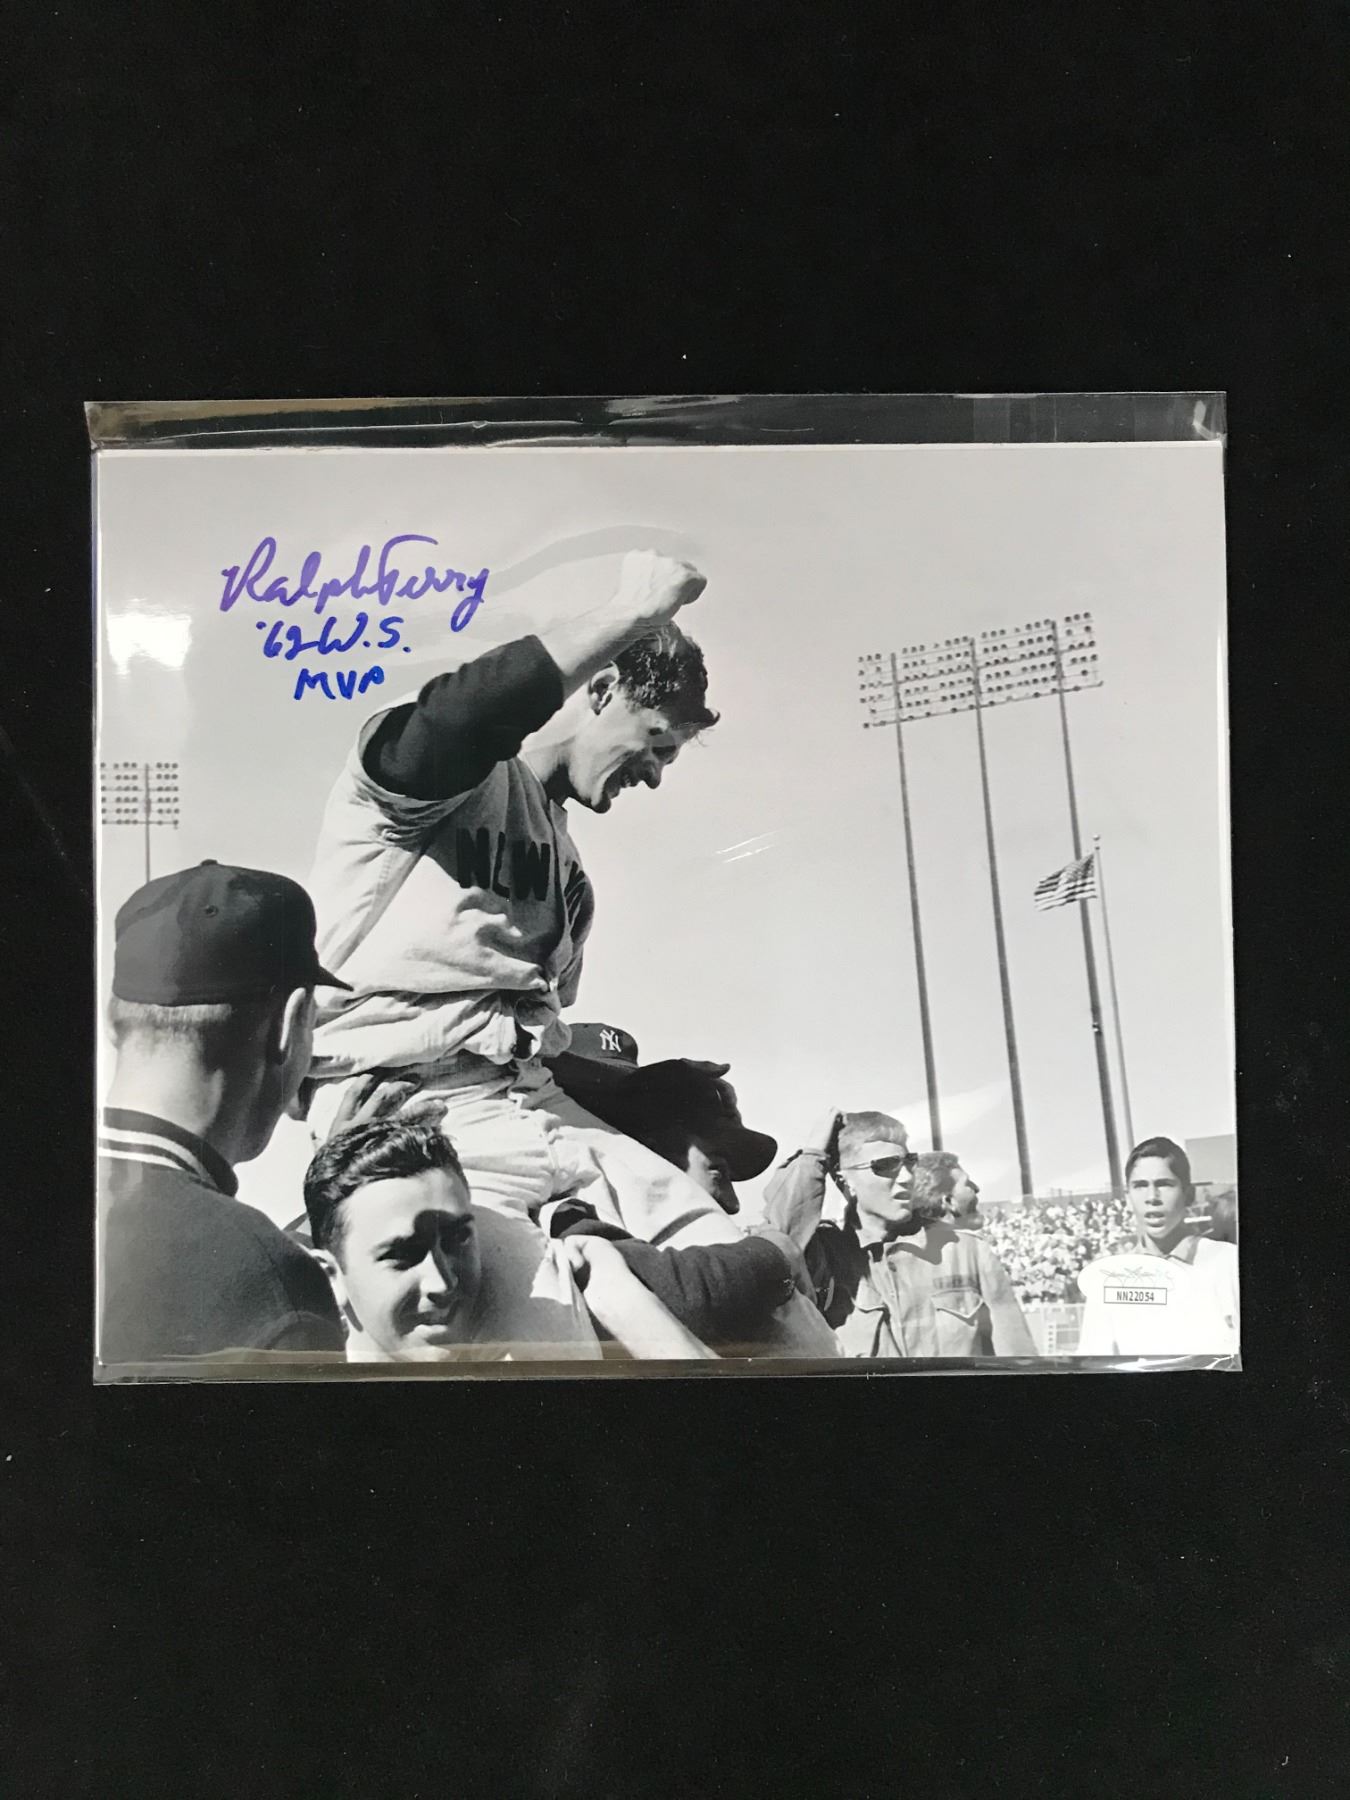 Ralph Terry
'62 W.S.
MVP
NEW Y
NY
NN22054